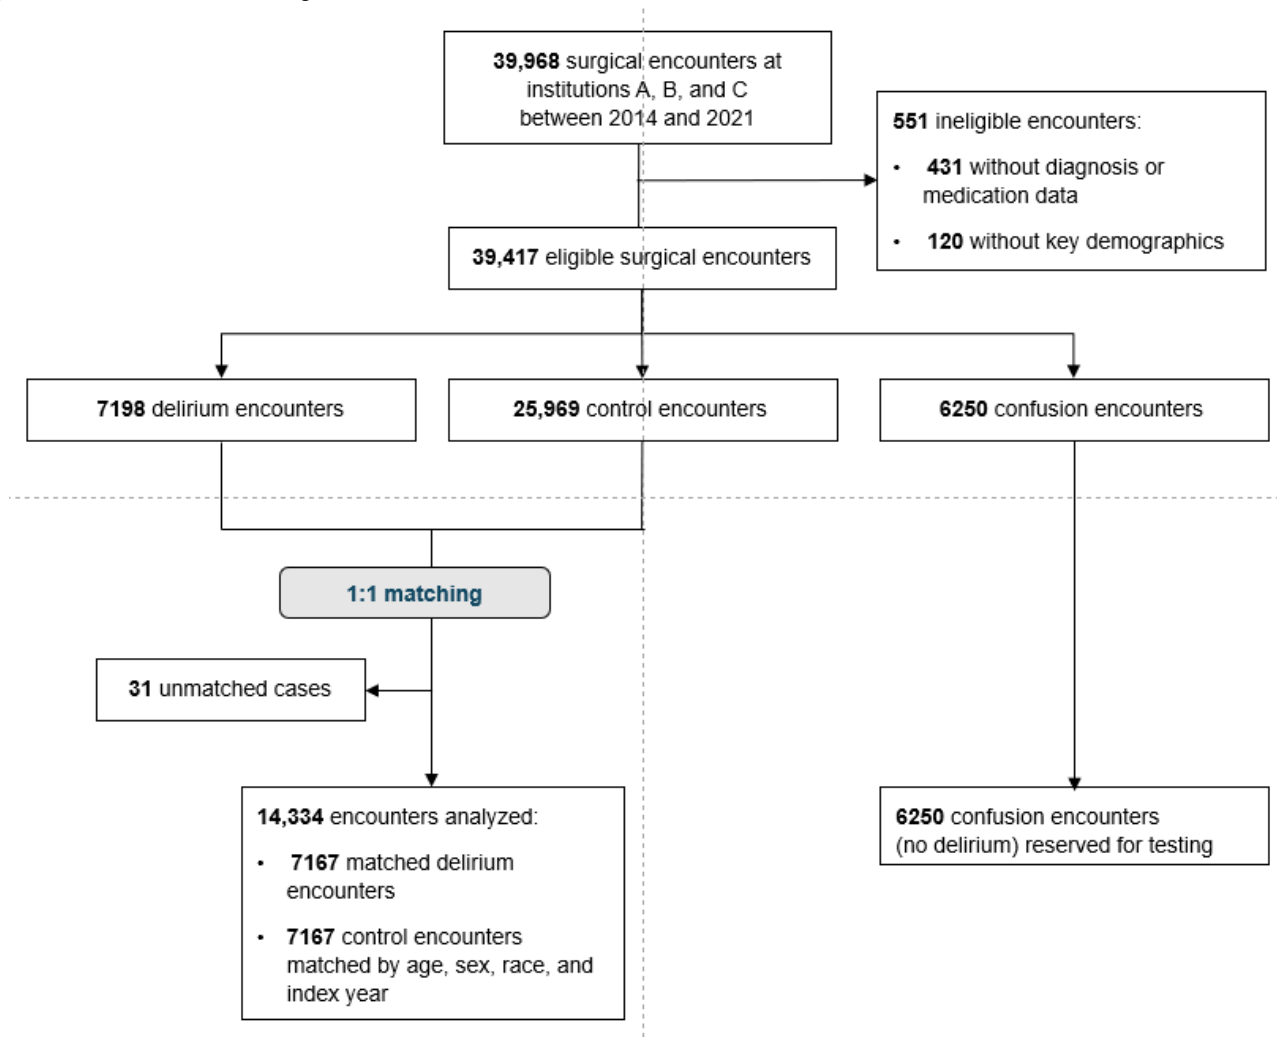 39,968 surgical encounters at
institutions A, B, and C
between 2014 and 2021
551 ineligible encounters:
• 431 without diagnosis or
medication data
• 120 without key demographics
39,417 eligible surgical encounters
7198 delirium encounters
25,969 control encounters
6250 confusion encounters
1:1 matching
31 unmatched cases
14,334 encounters analyzed:
• 7167 matched delirium
encounters
• 7167 control encounters
matched by age, sex, race, and
index year
6250 confusion encounters
(no delirium) reserved for testing